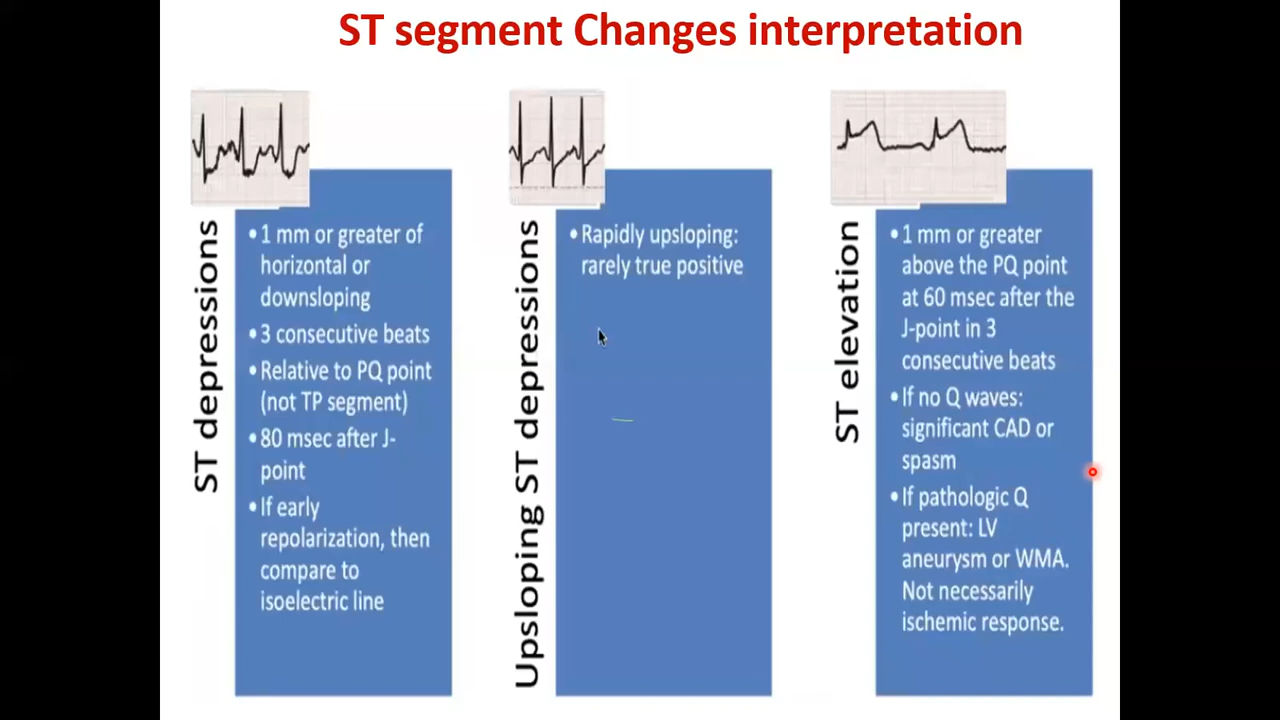 ST segment Changes interpretation
ST depressions
•1 mm or greater of
horizontal or
downsloping
•3 consecutive beats
•Relative to PQ point
(not TP segment)
•80 msec after J-
point
•If early
repolarization, then
compare to
isoelectric line
Upsloping ST depressions
•Rapidly upsloping:
rarely true positive
ST elevation
•1 mm or greater
above the PQ point
at 60 msec after the
J-point in 3
consecutive beats
•If no Q waves:
significant CAD or
spasm
•If pathologic Q
present: LV
aneurysm or WMA.
Not necessarily
ischemic response.